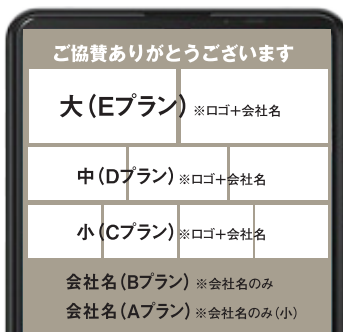 ご協賛ありがとうございます
大（Eプラン）※ロゴ+会社名
中（Dプラン）※ロゴ+会社名
小（Cプラン）※ロゴ+会社名
会社名（Bプラン）※会社名のみ
会社名（Aプラン）※会社名のみ（小）